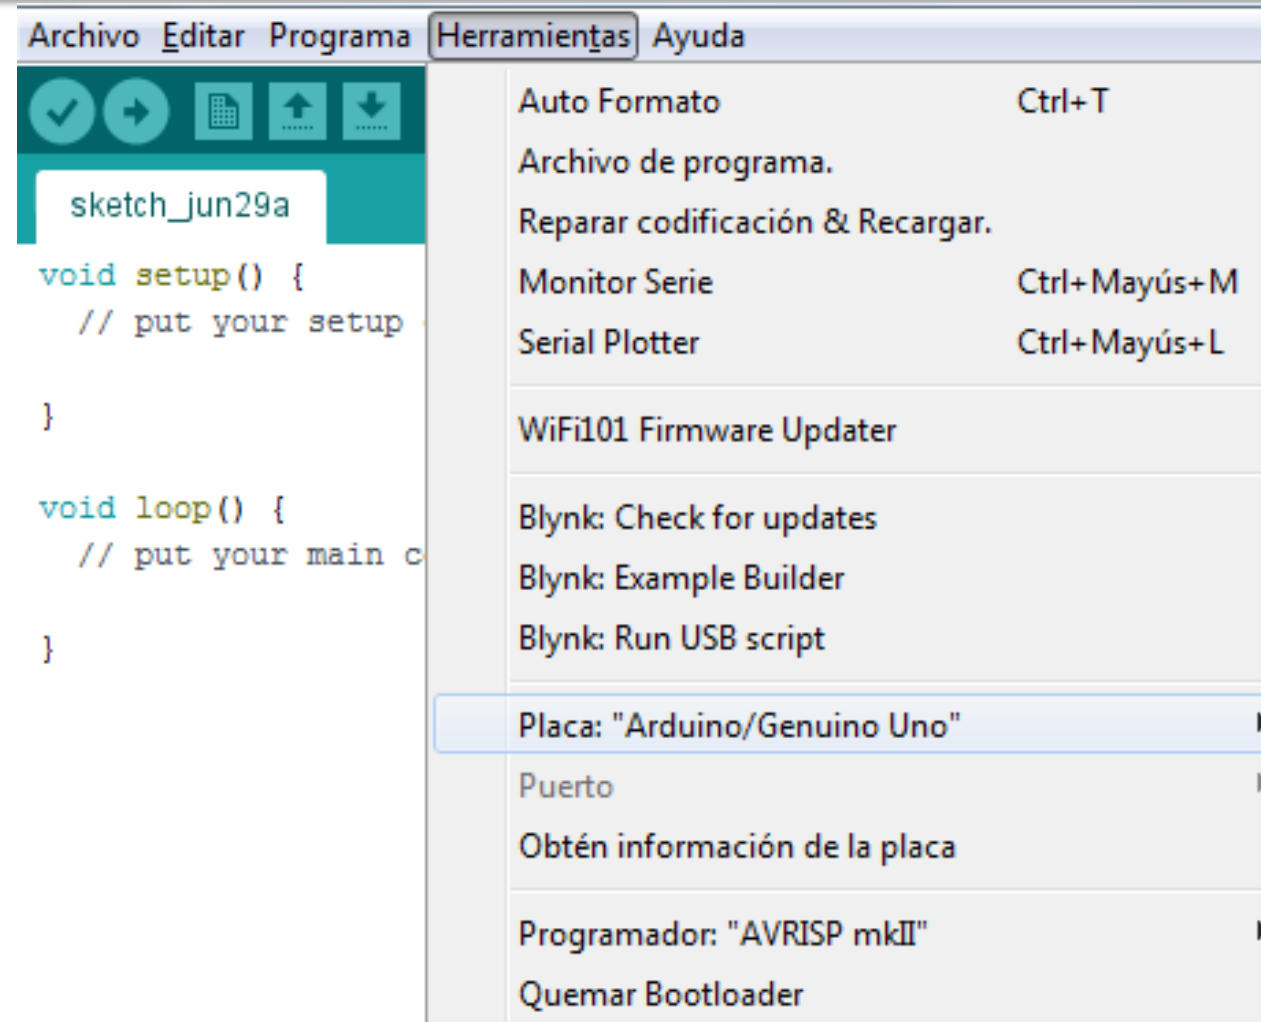 Archivo Editar Programa Herramientas Ayuda
sketch_jun29a
void setup() {
// put your setup
}
void loop() {
// put your main c
}
Auto Formato Ctrl+T
Archivo de programa.
Reparar codificación & Recargar.
Monitor Serie Ctrl+Mayús+M
Serial Plotter Ctrl+Mayús+L
WiFi101 Firmware Updater
Blynk: Check for updates
Blynk: Example Builder
Blynk: Run USB script
Placa: "Arduino/Genuino Uno"
Puerto
Obtén información de la placa
Programador: "AVRISP mkII"
Quemar Bootloader